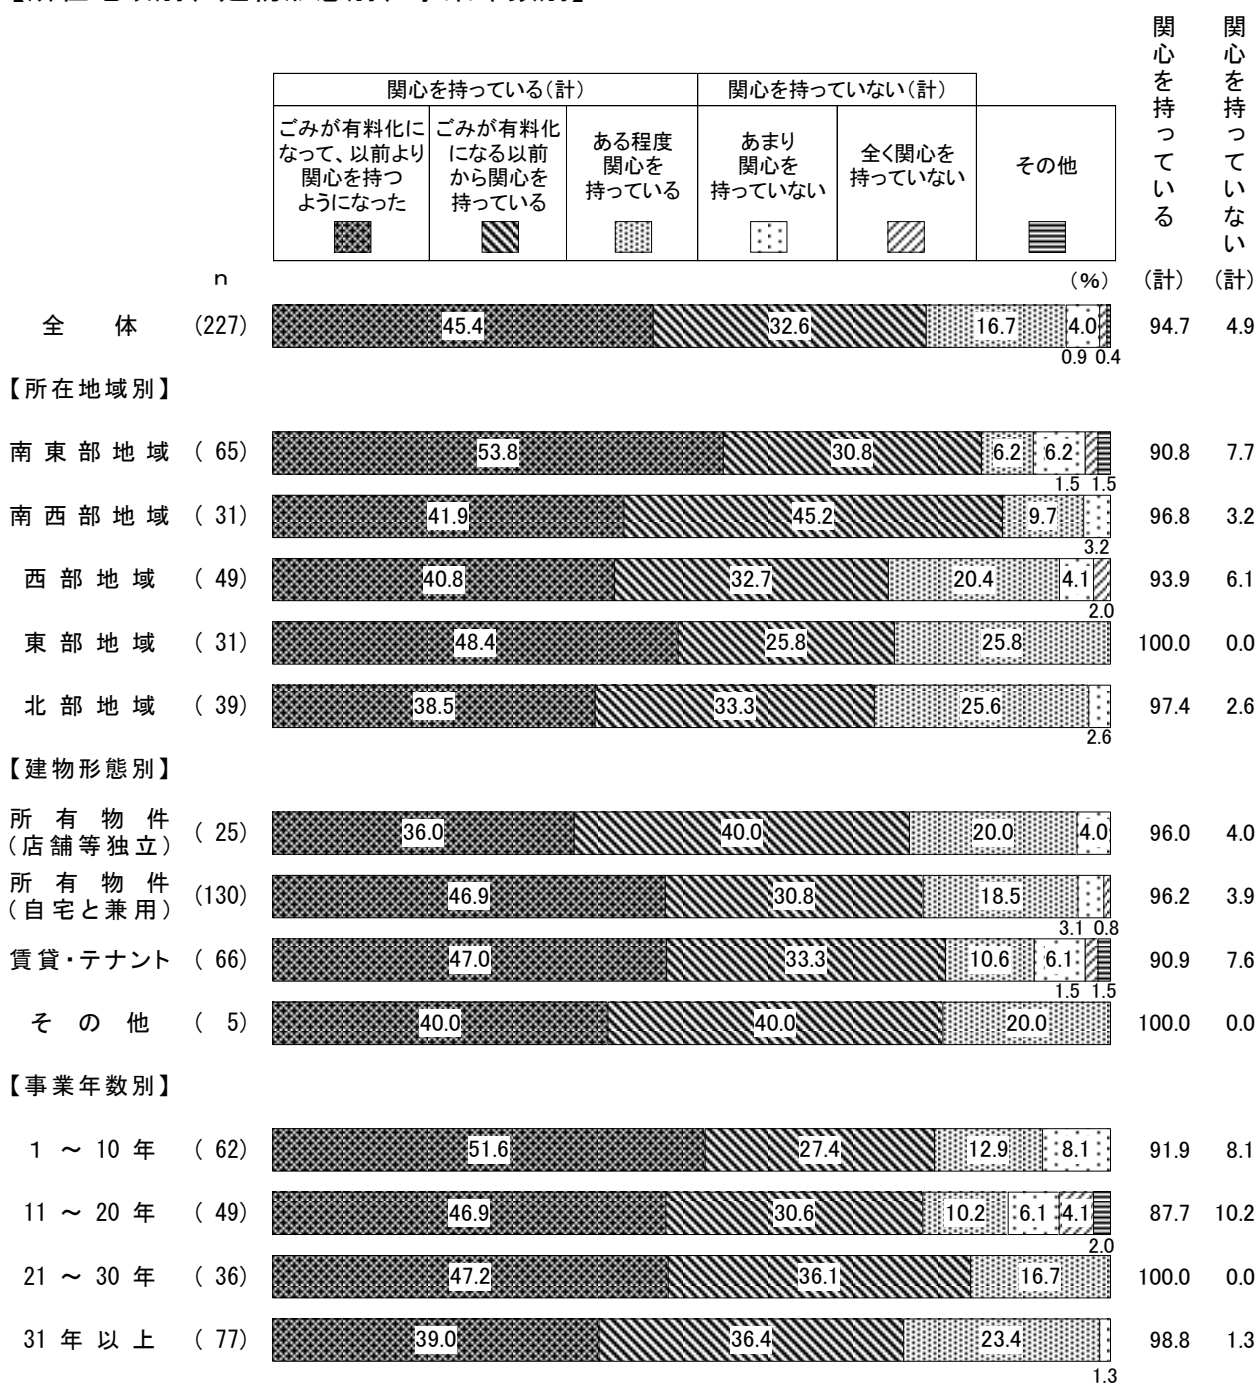 関心を持っている
関心を持っていない
関心を持っている(計)
関心を持っていない(計)
ごみが有料化に
なって、以前より
関心を持つ
ようになった
ごみが有料化
になる以前
から関心を
持っている
ある程度
関心を
持っている
あまり
関心を
持っていない
全く関心を
持っていない
その他
n
(%)
(計)
(計)
全体 (227) 45.4 32.6 16.7 4.0 94.7 4.9
0.9 0.4
【所在地域別】
南東部地域 ( 65) 53.8 30.8 6.2 6.2 90.8 7.7
1.5 1.5
南西部地域 ( 31) 41.9 45.2 9.7 96.8 3.2
3.2
西部地域 ( 49) 40.8 32.7 20.4 4.1 93.9 6.1
2.0
東部地域 ( 31) 48.4 25.8 25.8 100.0 0.0
北部地域 ( 39) 38.5 33.3 25.6 97.4 2.6
2.6
【建物形態別】
所有物件
(店舗等独立) ( 25) 36.0 40.0 20.0 4.0 96.0 4.0
所有物件
(自宅と兼用) (130) 46.9 30.8 18.5 96.2 3.9
3.1 0.8
賃貸・テナント ( 66) 47.0 33.3 10.6 6.1 90.9 7.6
1.5 1.5
その他 ( 5) 40.0 40.0 20.0 100.0 0.0
【事業年数別】
1 ～ 10 年 ( 62) 51.6 27.4 12.9 8.1 91.9 8.1
11 ～ 20 年 ( 49) 46.9 30.6 10.2 6.1 4.1 87.7 10.2
2.0
21 ～ 30 年 ( 36) 47.2 36.1 16.7 100.0 0.0
31 年以上 ( 77) 39.0 36.4 23.4 98.8 1.3
1.3